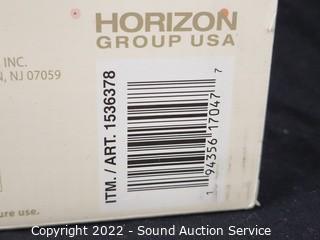 HORIZON
GROUP USA
INC.
N, NJ 07059
ITM. / ART. 1536378
1 94356 17047 7
ure use.
Copyright 2022 - Sound Auction Service